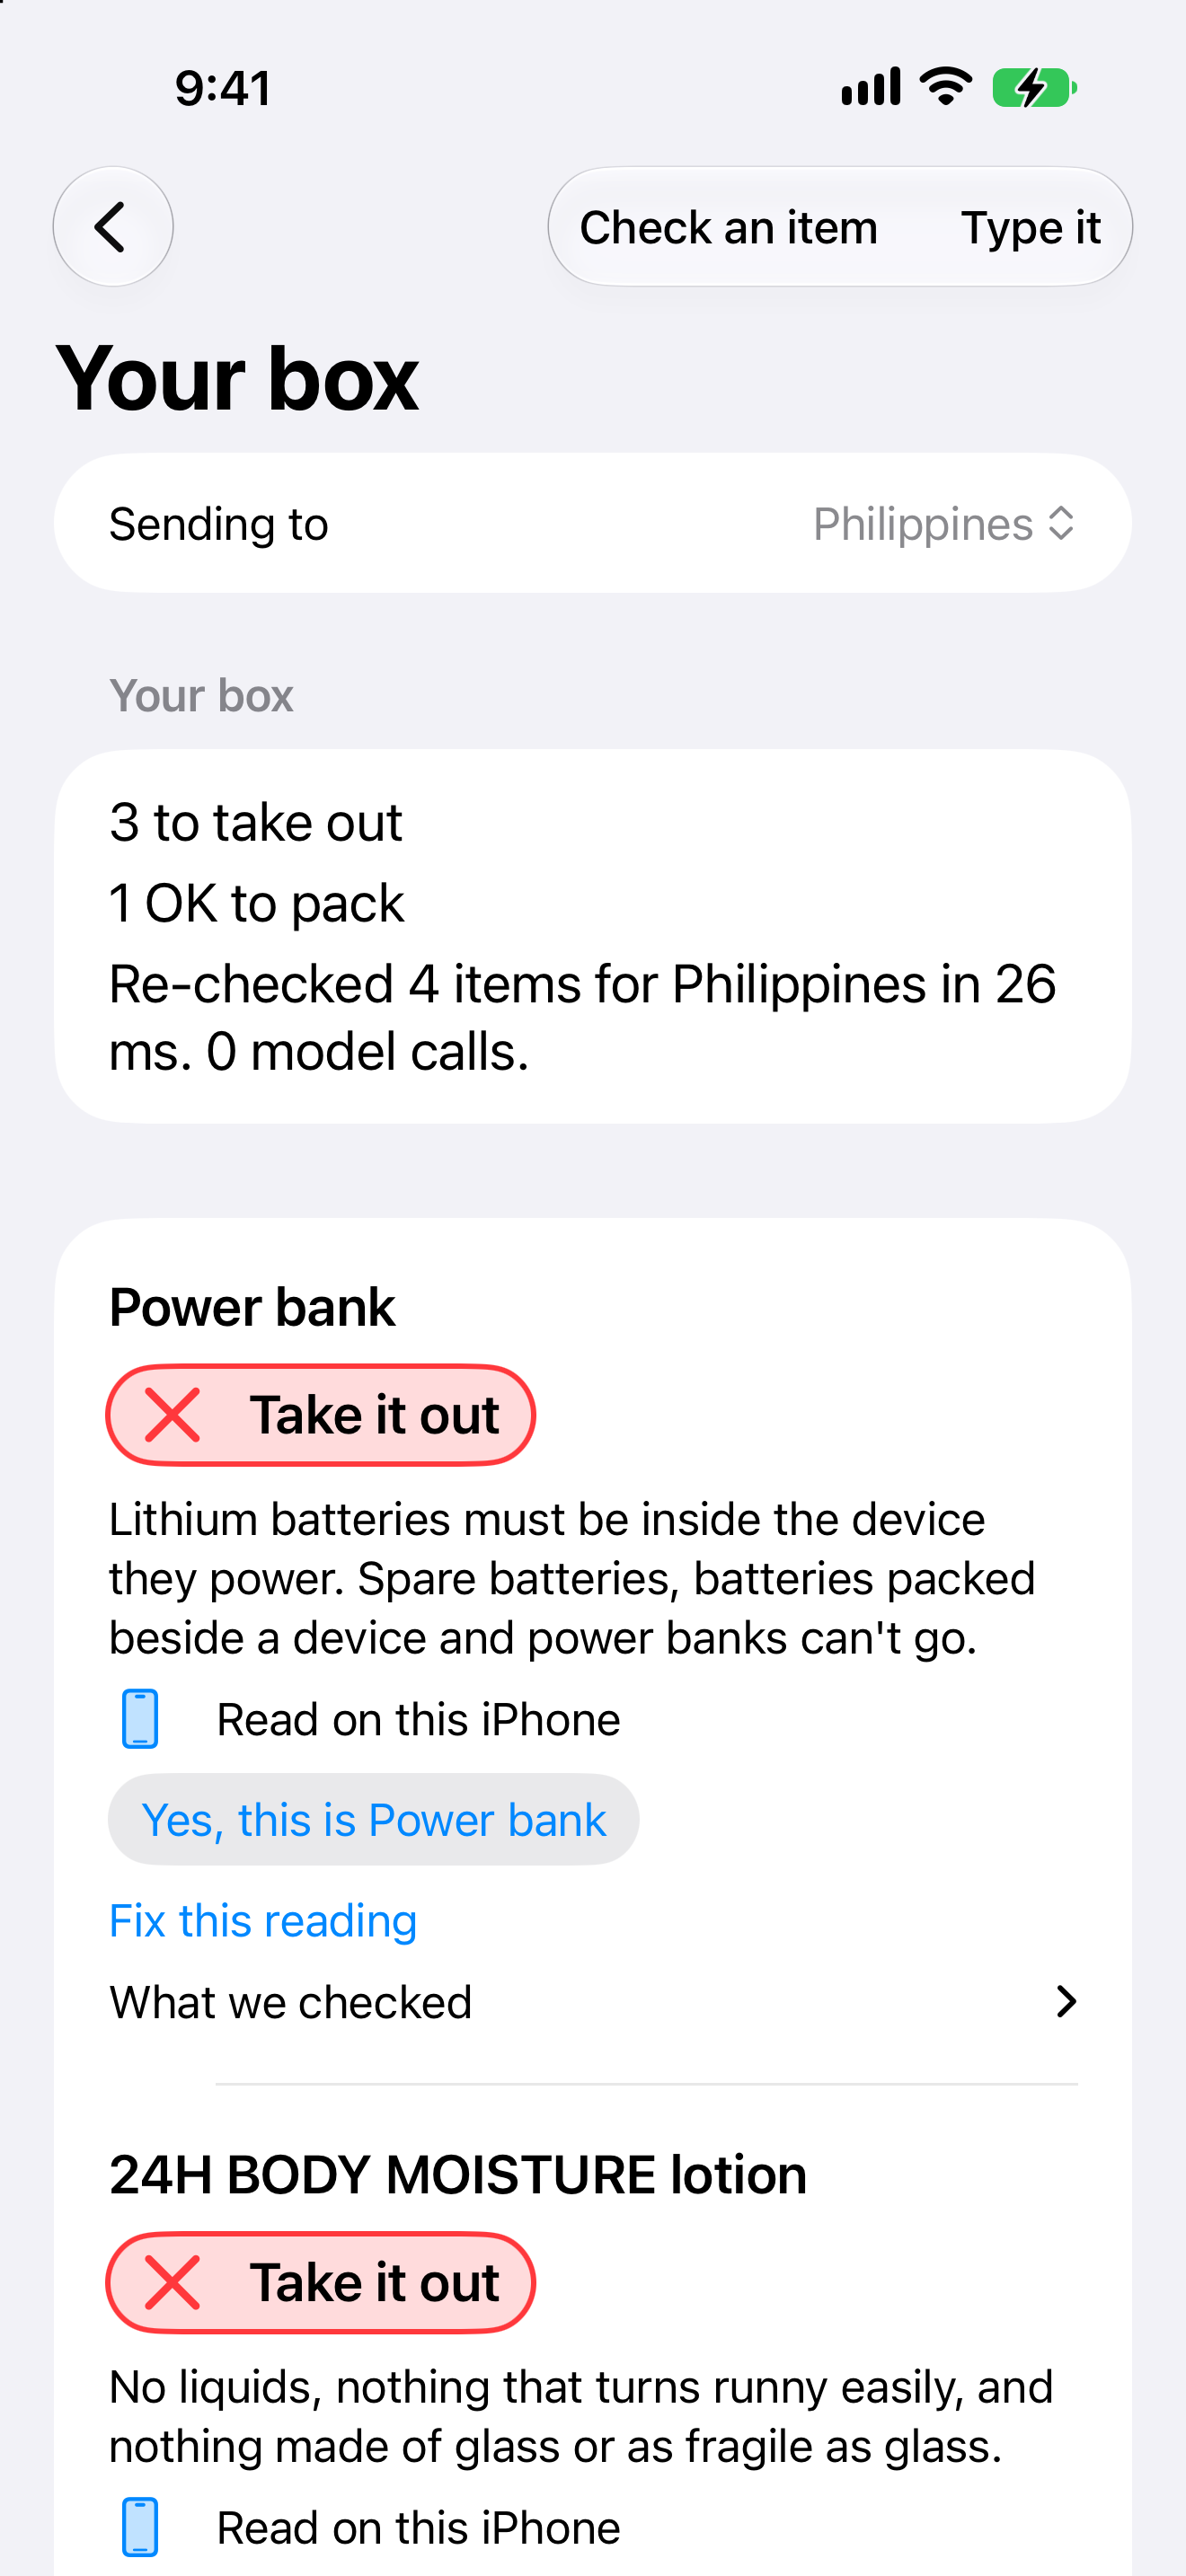 9:41
Check an item Type it
Your box
Sending to Philippines
Your box
3 to take out
1 OK to pack
Re-checked 4 items for Philippines in 26
ms. 0 model calls.
Power bank
Take it out
Lithium batteries must be inside the device
they power. Spare batteries, batteries packed
beside a device and power banks can't go.
Read on this iPhone
Yes, this is Power bank
Fix this reading
What we checked
24H BODY MOISTURE lotion
Take it out
No liquids, nothing that turns runny easily, and
nothing made of glass or as fragile as glass.
Read on this iPhone